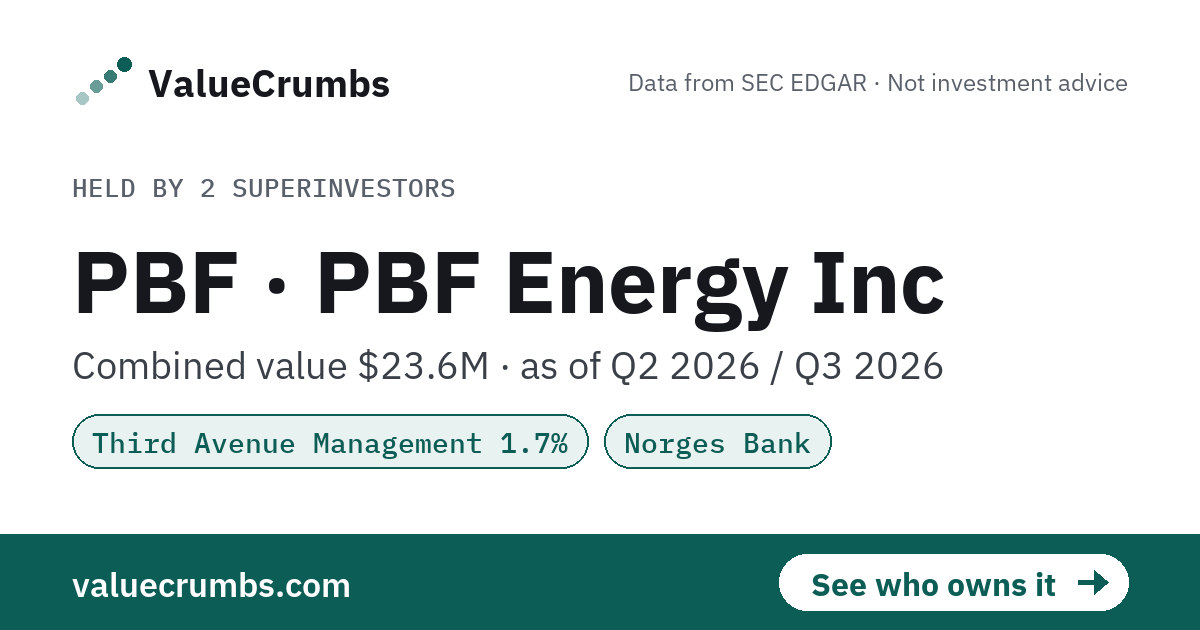 ValueCrumbs
Data from SEC EDGAR · Not investment advice
HELD BY 2 SUPERINVESTORS
PBF · PBF Energy Inc
Combined value $23.6M · as of Q2 2026 / Q3 2026
Third Avenue Management 1.7%
Norges Bank
valuecrumbs.com
See who owns it →